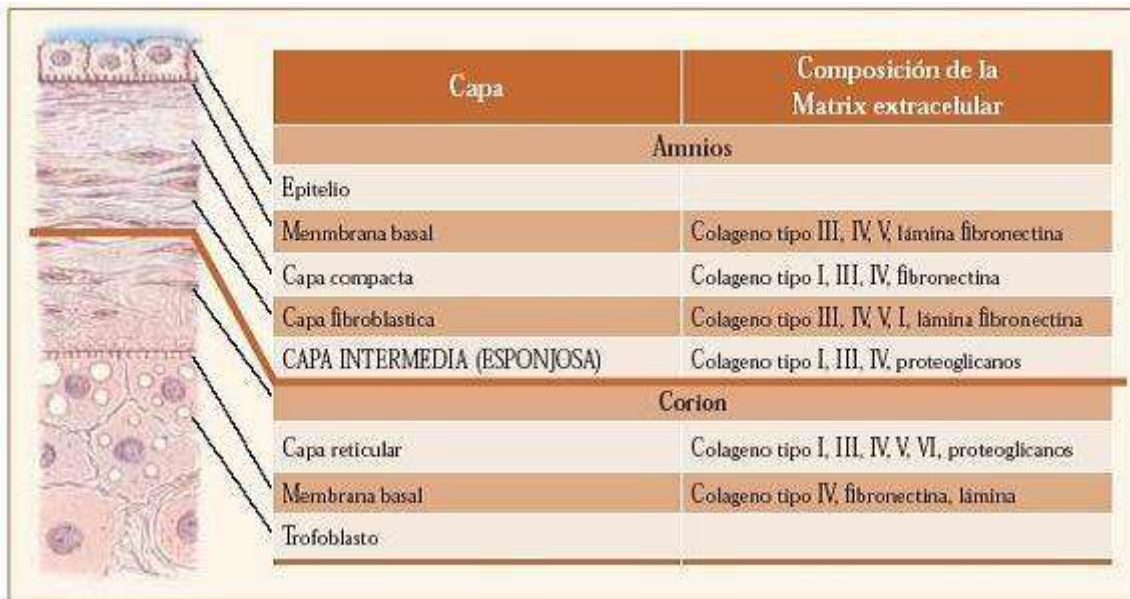 Capa
Composición de la
Matrix extracelular
Amnios
Epitelio
Menmbrana basal
Colageno tipo III, IV, V, lámina fibronectina
Capa compacta
Colageno tipo I, III, IV, fibronectina
Capa fibroblastica
Colageno tipo III, IV, V, I, lámina fibronectina
CAPA INTERMEDIA (ESPONJOSA)
Colageno tipo I, III, IV, proteoglicanos
Corion
Capa reticular
Colageno tipo I, III, IV, V, VI, proteoglicanos
Membrana basal
Colageno tipo IV, fibronectina, lámina
Trofoblasto